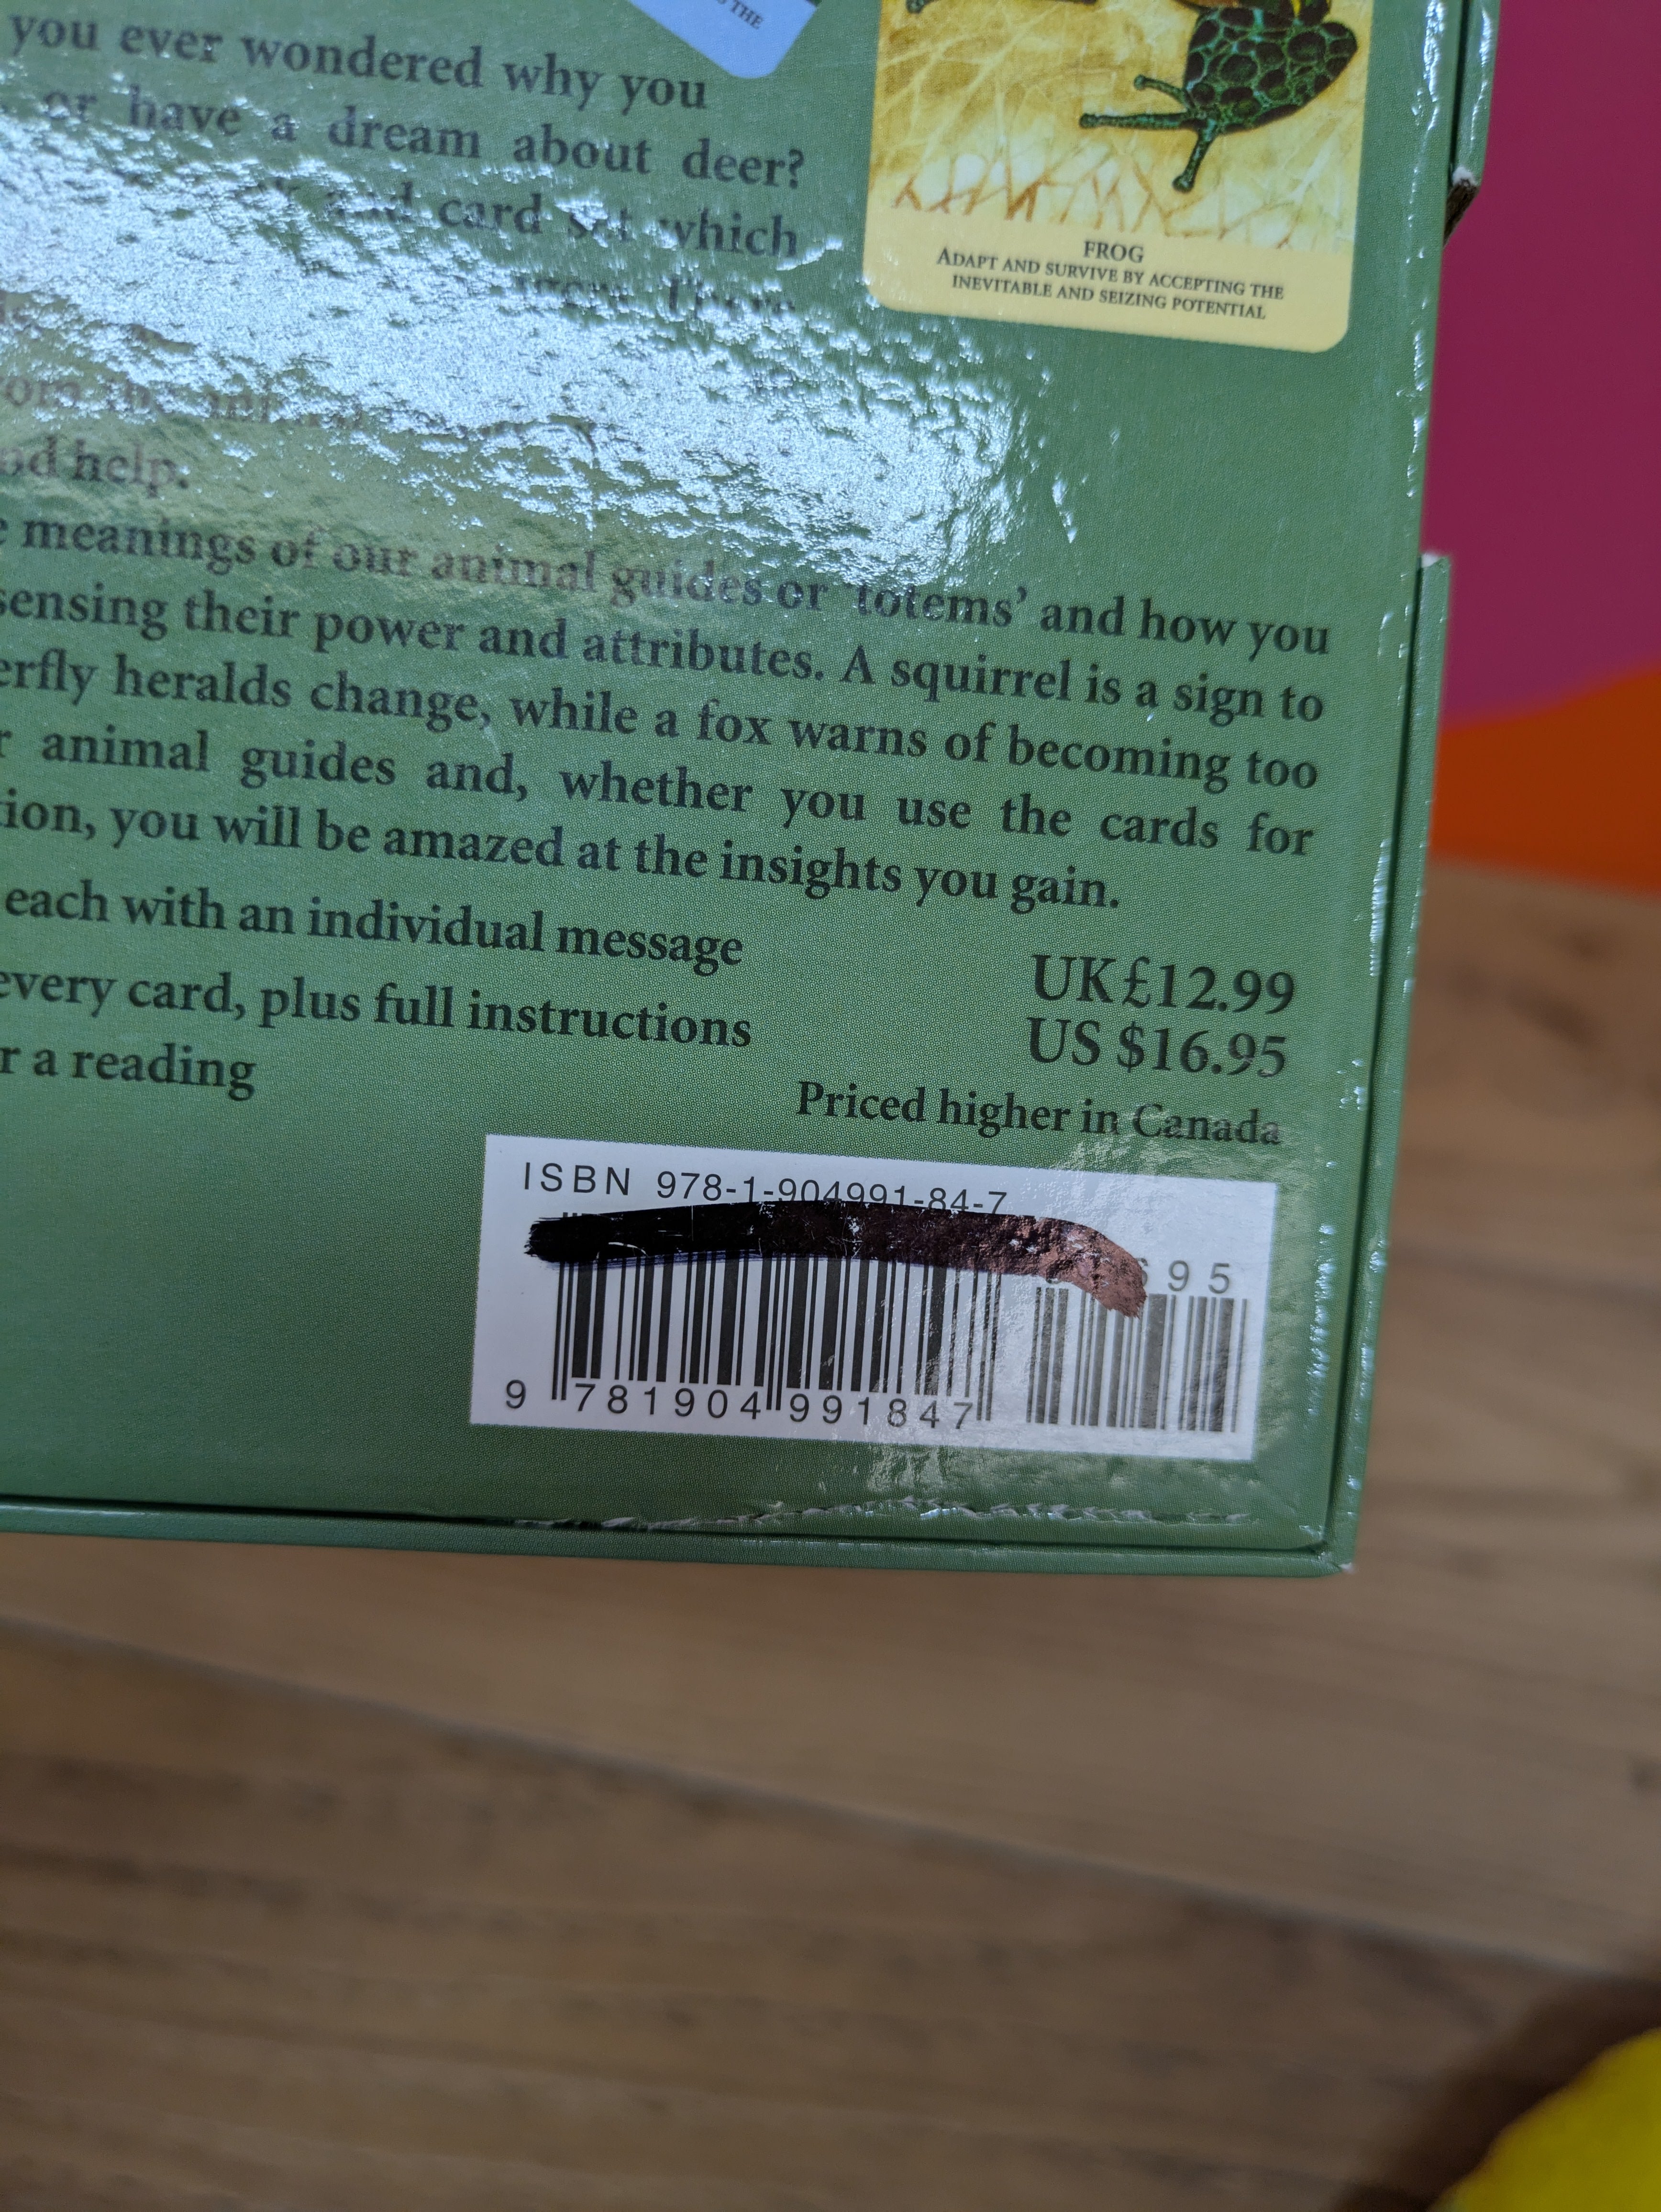 THE
you ever wondered why you
or have a dream about deer?
and card set which
FROG
ADAPT AND SURVIVE BY ACCEPTING THE
INEVITABLE AND SEIZING POTENTIAL
help.
meanings of our animal guides or 'totems' and how you
sensing their power and attributes. A squirrel is a sign to
heralds change, while a fox warns of becoming too
animal guides and, whether you use the cards for
you will be amazed at the insights you gain.
each with an individual message
every card, plus full instructions
a reading
UK£12.99
US $16.95
Priced higher in Canada
ISBN 978-1-904991-84-7
95
9 781904 991847